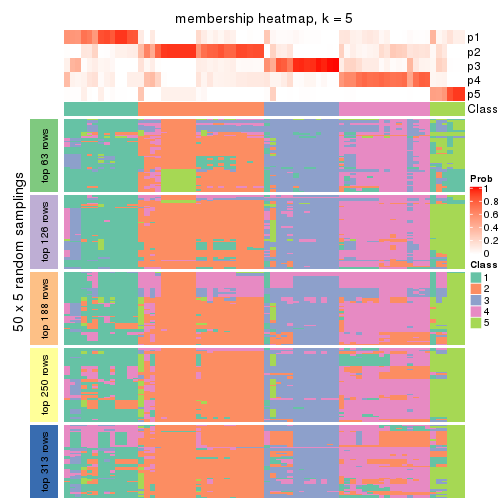 membership heatmap, k = 5
p1
p2
p3
p4
p5
Class
50 x 5 random samplings
top 63 rows
top 126 rows
top 188 rows
top 250 rows
top 313 rows
Prob
1
0.8
0.6
0.4
0.2
0
Class
1
2
3
4
5